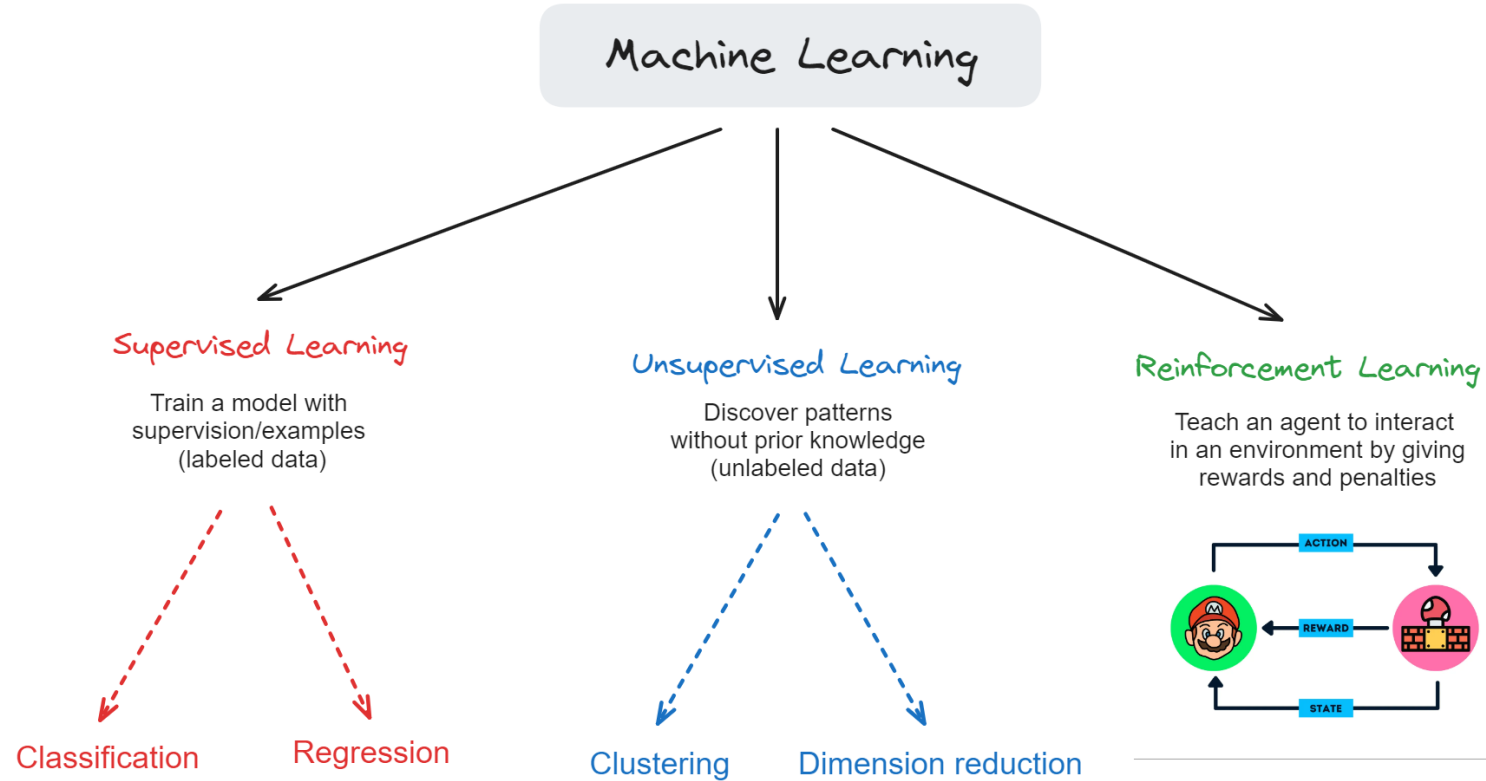 Machine Learning
Supervised Learning
Train a model with
supervision/examples
(labeled data)
Classification
Regression
Unsupervised Learning
Discover patterns
without prior knowledge
(unlabeled data)
Clustering
Dimension reduction
Reinforcement Learning
Teach an agent to interact
in an environment by giving
rewards and penalties
ACTION
M
REWARD
STATE